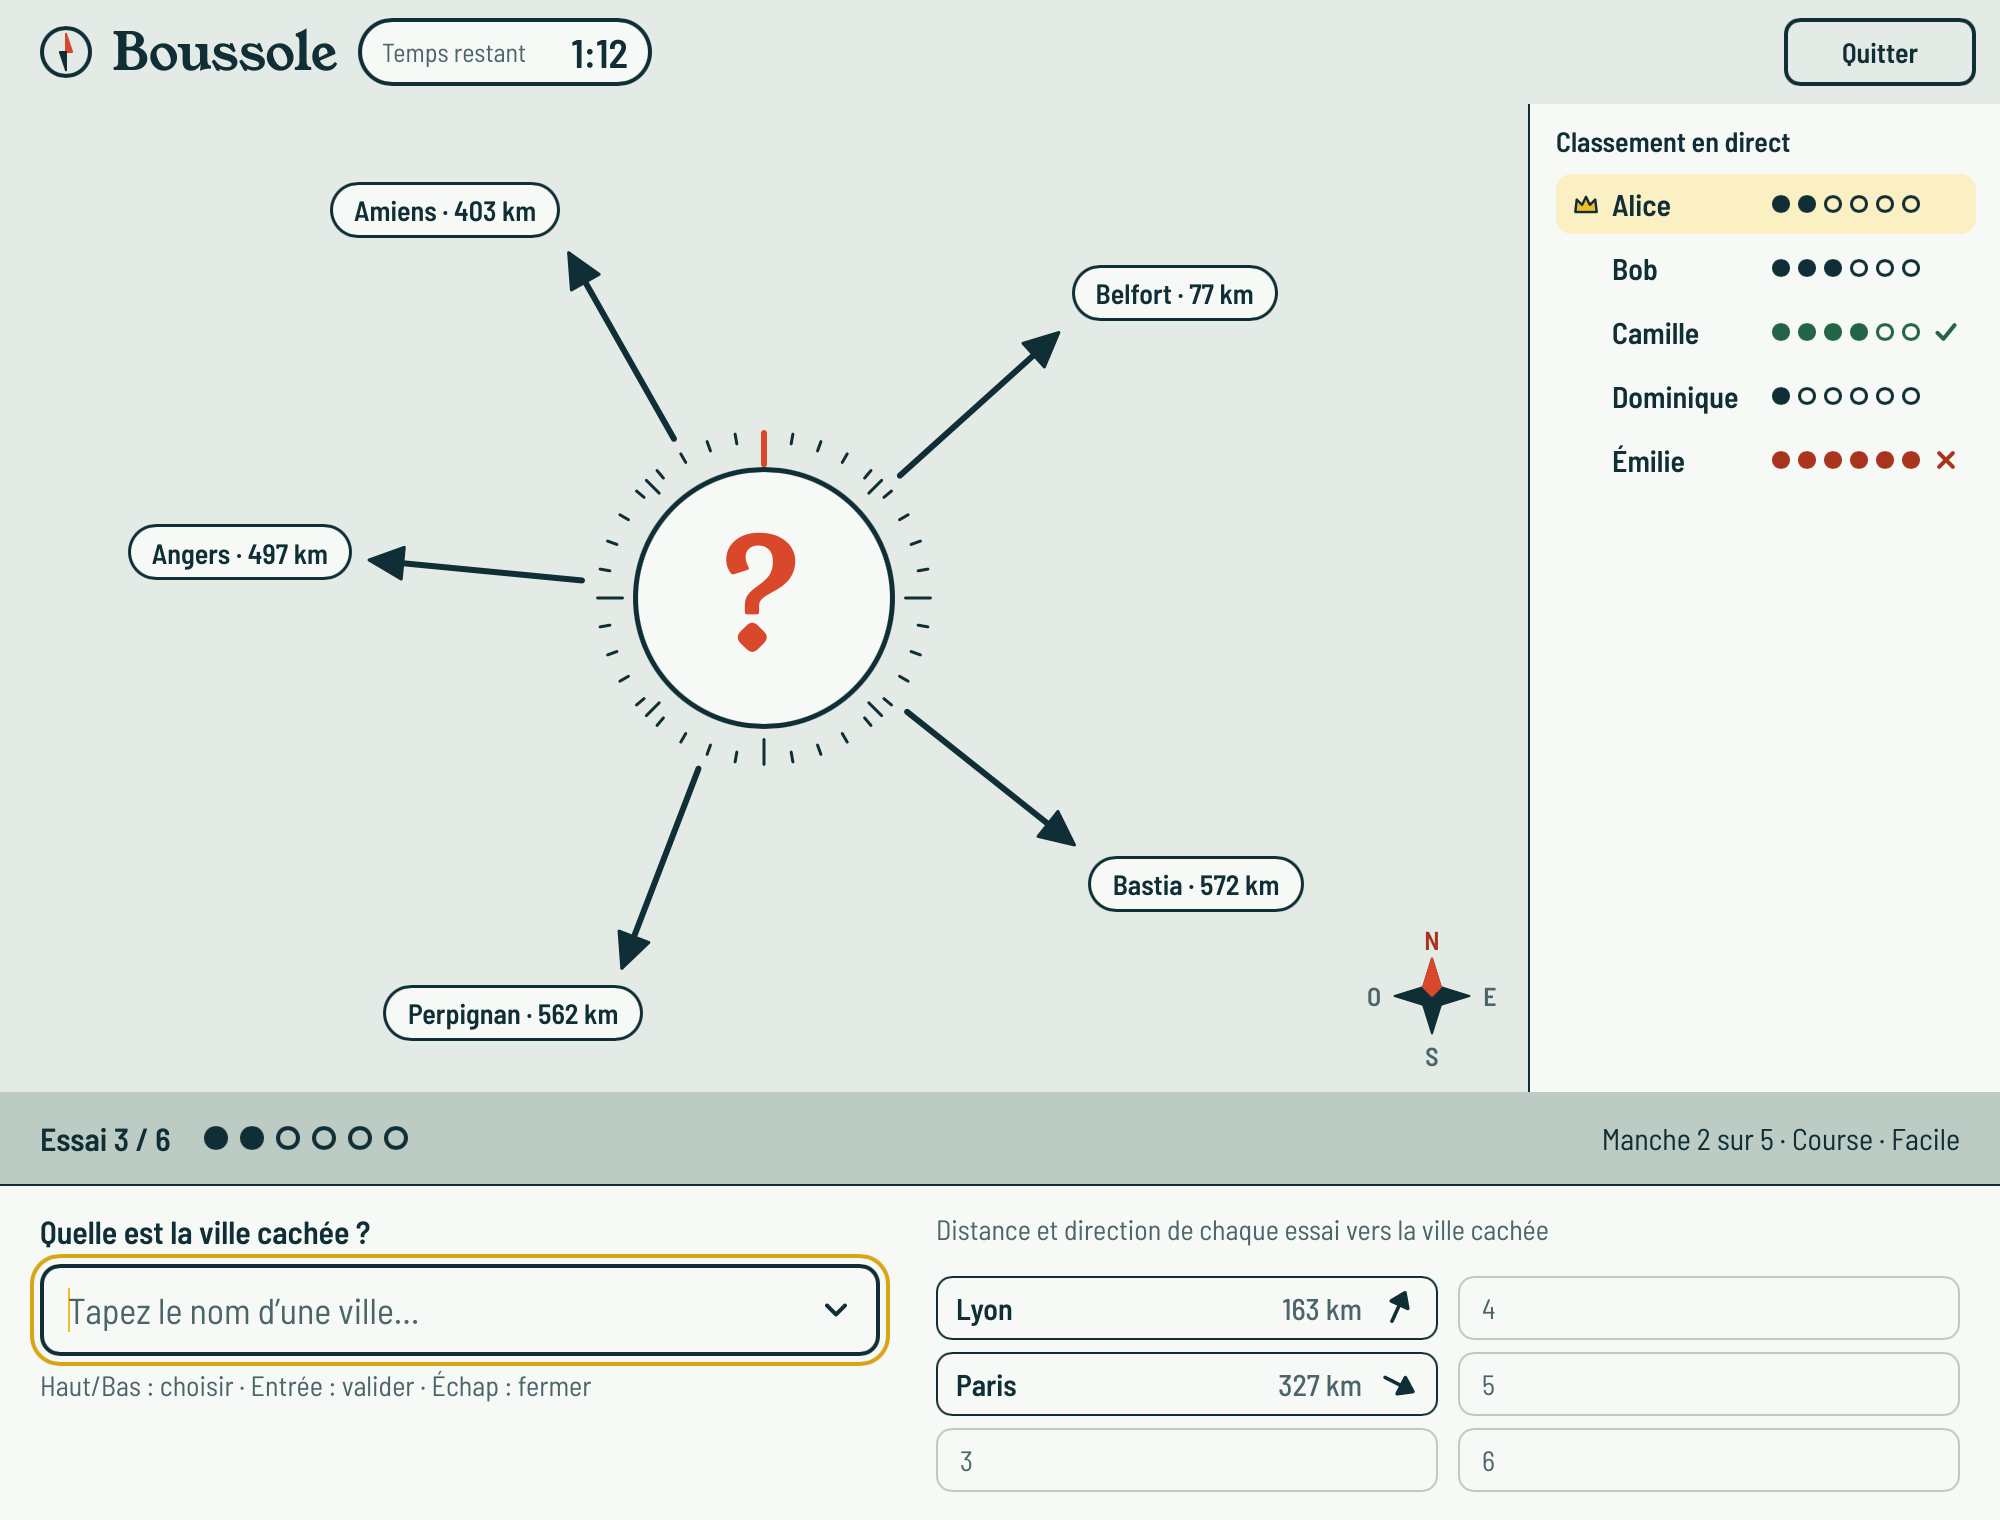 Boussole
Temps restant 1:12
Quitter
Classement en direct
Alice
Bob
Camille
Dominique
Émilie
Amiens · 403 km
Belfort · 77 km
Angers · 497 km
?
Bastia · 572 km
Perpignan · 562 km
N
O
E
S
Essai 3 / 6
Manche 2 sur 5 · Course · Facile
Quelle est la ville cachée ?
Tapez le nom d’une ville…
Haut/Bas : choisir · Entrée : valider · Échap : fermer
Distance et direction de chaque essai vers la ville cachée
Lyon 163 km
Paris 327 km
3
4
5
6